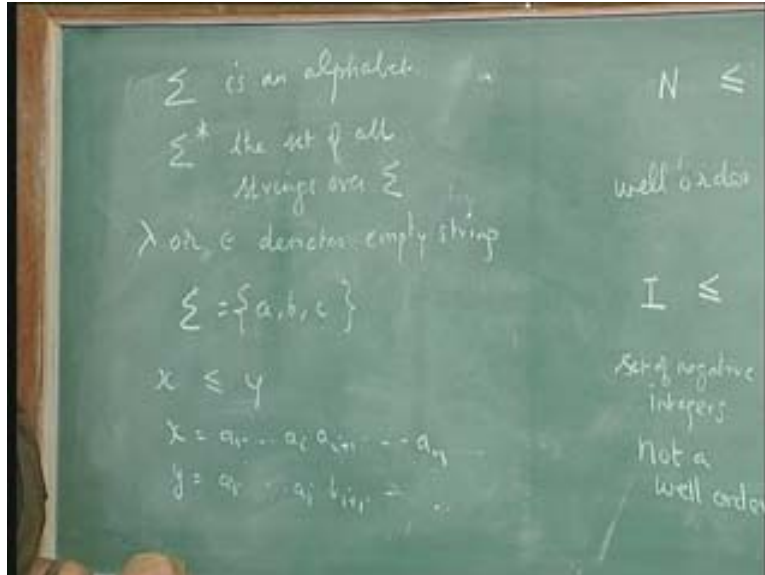 Σ is an alphabet
Σ* the set of all
strings over Σ
λ or ∈ denotes empty string
Σ = {a, b, c}
x ≤ y
x = a₁ ... aᵢ aᵢ₊₁ ... aₙ
y = a₁ ... aᵢ bᵢ₊₁ ...
N ≤
well order
I ≤
Set of negative
integers
Not a
well order